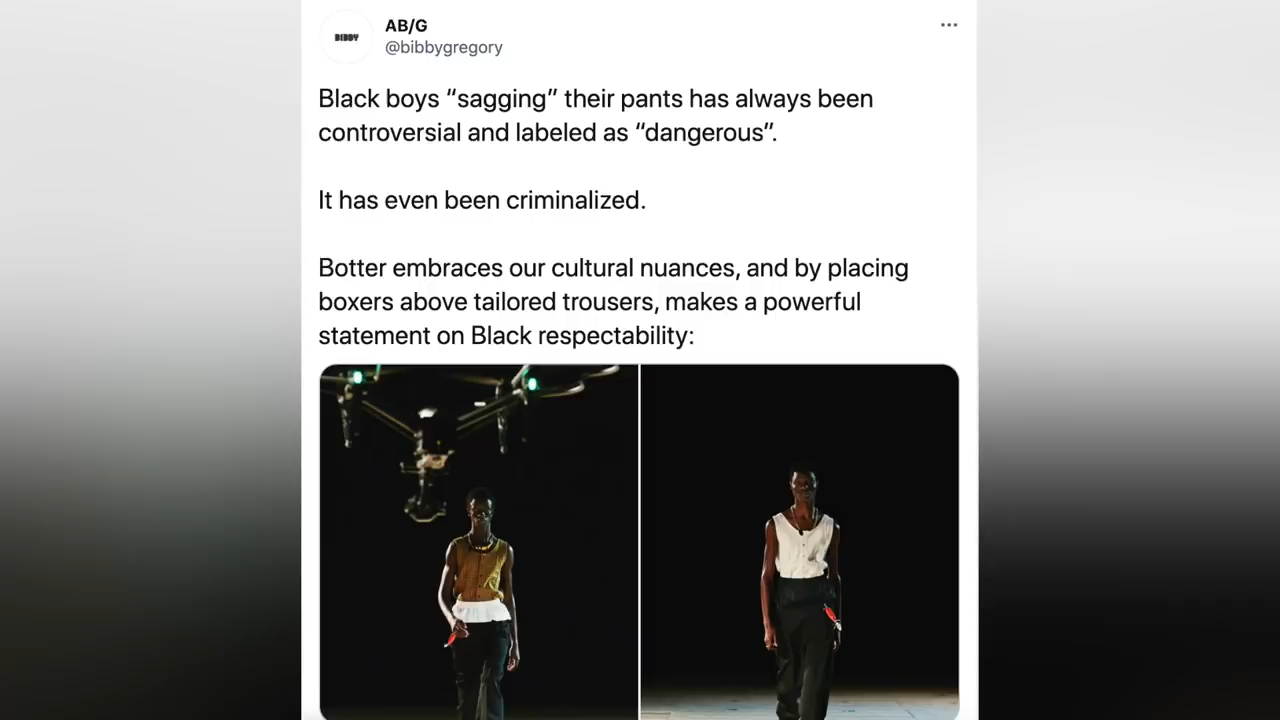 AB/G
BIBBY
@bibbygregory
Black boys “sagging” their pants has always been
controversial and labeled as “dangerous”.
It has even been criminalized.
Botter embraces our cultural nuances, and by placing
boxers above tailored trousers, makes a powerful
statement on Black respectability: